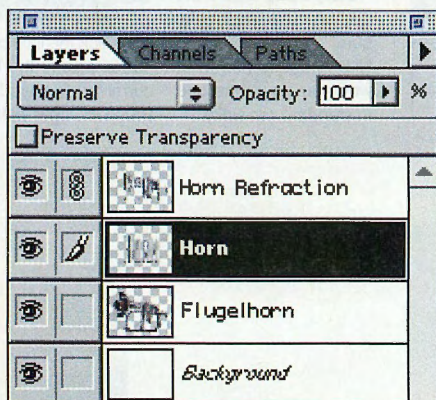 Layers Channels Paths
Normal Opacity: 100 %
Preserve Transparency
Horn Refraction
Horn
Flugelhorn
Background